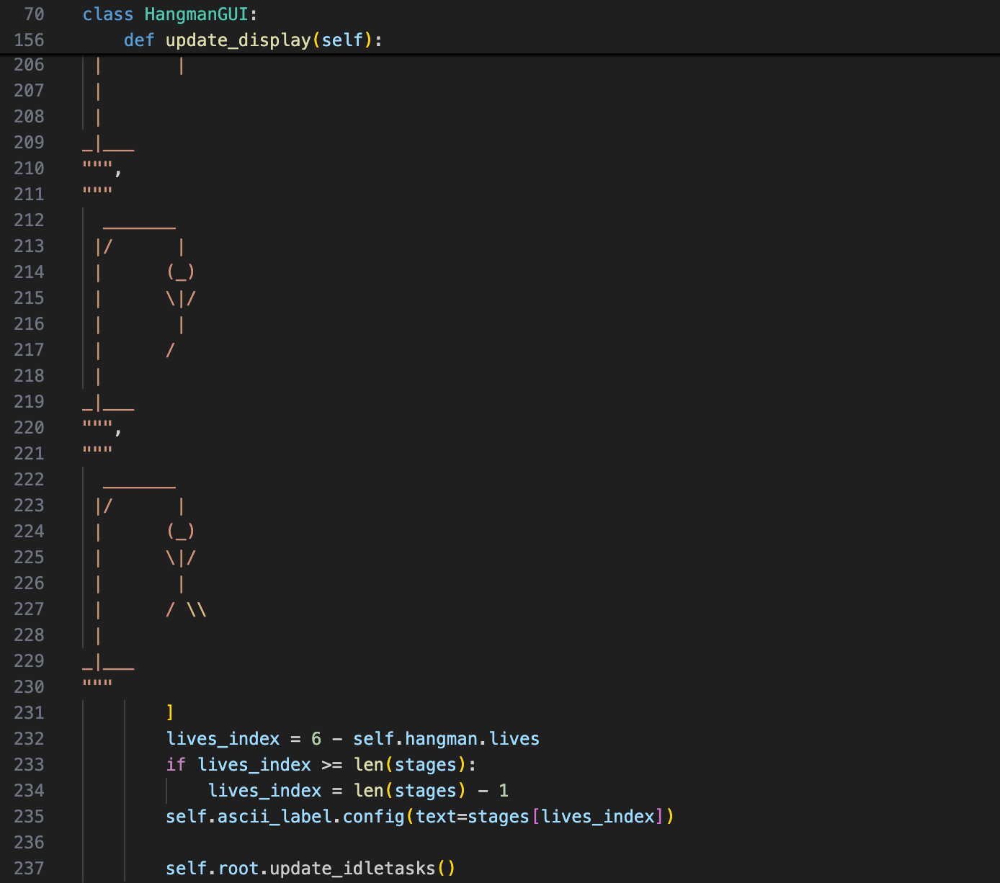 70 class HangmanGUI:
156     def update_display(self):
206  |       |
207  |
208  |
209 _|___
210 """,
211 """
212   _______
213  |/      |
214  |      (_)
215  |      \|/
216  |       |
217  |      /
218  |
219 _|___
220 """,
221 """
222   _______
223  |/      |
224  |      (_)
225  |      \|/
226  |       |
227  |      / \\
228  |
229 _|___
230 """
231         ]
232         lives_index = 6 - self.hangman.lives
233         if lives_index >= len(stages):
234             lives_index = len(stages) - 1
235         self.ascii_label.config(text=stages[lives_index])
236
237         self.root.update_idletasks()